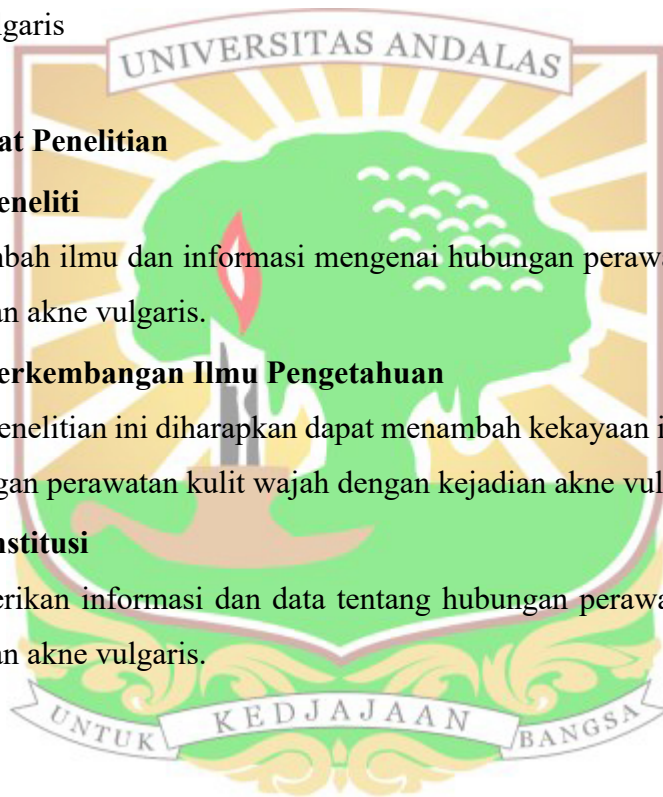 lgaris
UNIVERSITAS ANDALAS
at Penelitian
eneliti
bah ilmu dan informasi mengenai hubungan perawa
an akne vulgaris.
erkembangan Ilmu Pengetahuan
enelitian ini diharapkan dapat menambah kekayaan i
gan perawatan kulit wajah dengan kejadian akne vul
nstitusi
erikan informasi dan data tentang hubungan perawa
an akne vulgaris.
UNTUK KEDJAJAAN BANGSA